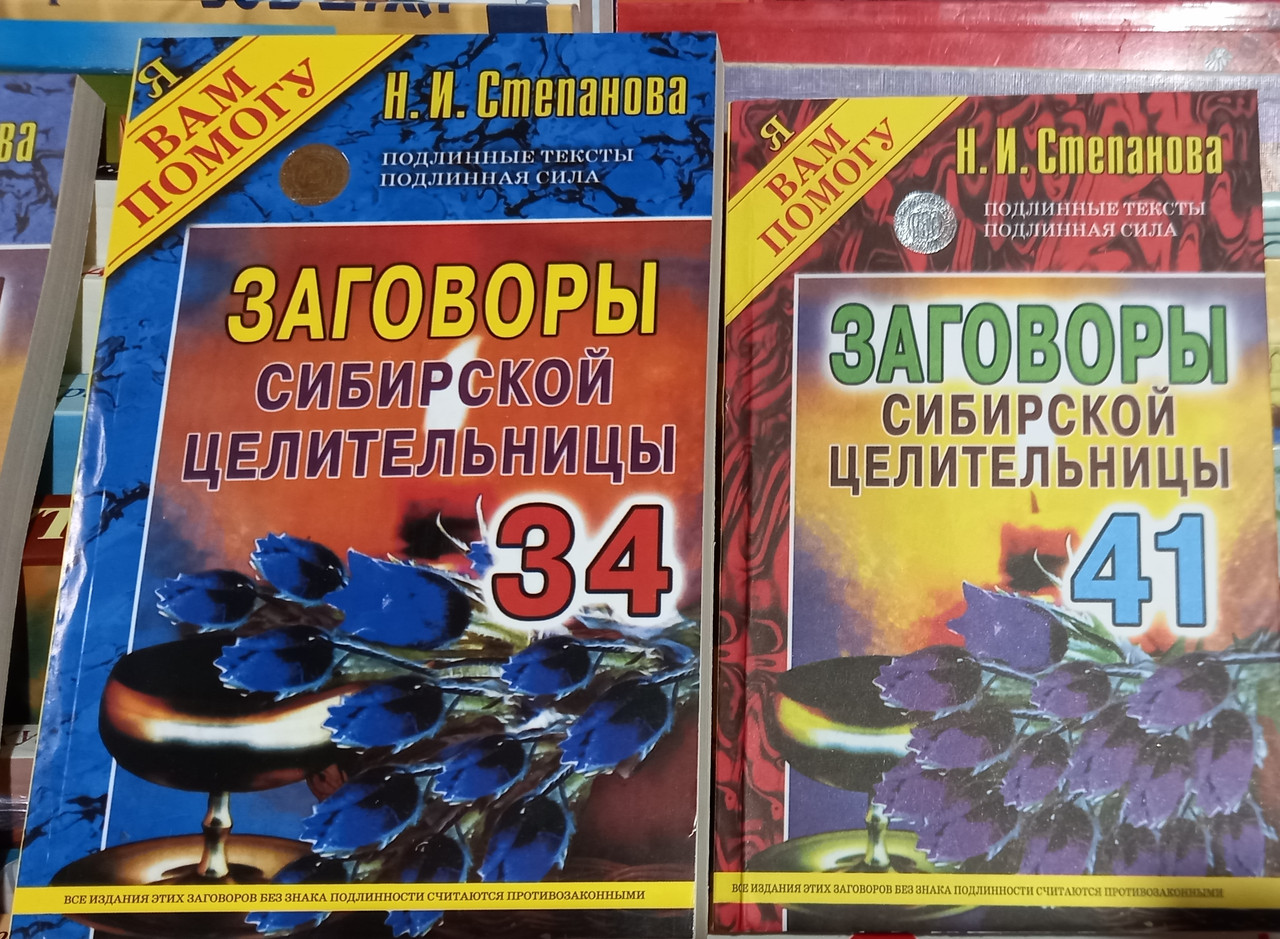 ова
Я
ВАМ
ПОМОГУ
Н. И. Степанова
ПОДЛИННЫЕ ТЕКСТЫ
ПОДЛИННАЯ СИЛА
ЗАГОВОРЫ
СИБИРСКОЙ
ЦЕЛИТЕЛЬНИЦЫ
34
ВСЕ ИЗДАНИЯ ЭТИХ ЗАГОВОРОВ БЕЗ ЗНАКА ПОДЛИННОСТИ СЧИТАЮТСЯ ПРОТИВОЗАКОННЫМИ
Я
ВАМ
ПОМОГУ
Н. И. Степанова
ПОДЛИННЫЕ ТЕКСТЫ
ПОДЛИННАЯ СИЛА
ЗАГОВОРЫ
СИБИРСКОЙ
ЦЕЛИТЕЛЬНИЦЫ
41
ВСЕ ИЗДАНИЯ ЭТИХ ЗАГОВОРОВ БЕЗ ЗНАКА ПОДЛИННОСТИ СЧИТАЮТСЯ ПРОТИВОЗАКОННЫМИ